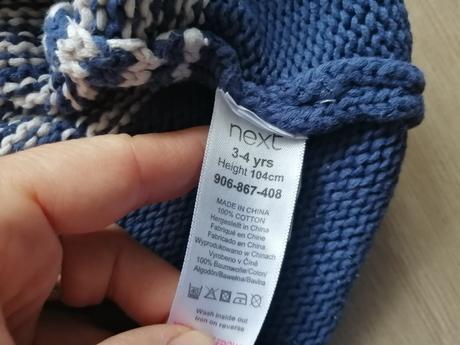 next
3-4 yrs
Height 104cm
906-867-408
MADE IN CHINA
100% COTTON
Hergestellt in China
Fabriqué en Chine
Fabricado en China
Wyprodukowano w Chinach
Vyrobeno v Číně
100% Baumwolle/Coton/
Algodón/Bawełna/Bavlna
Wash inside out
Iron on reverse